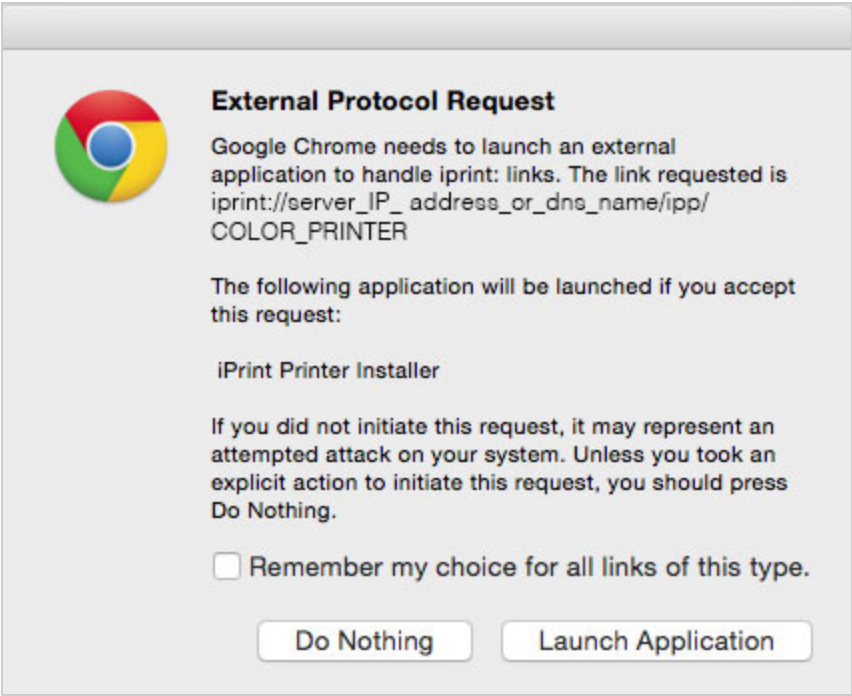 External Protocol Request
Google Chrome needs to launch an external
application to handle iprint: links. The link requested is
iprint://server_IP_ address_or_dns_name/ipp/
COLOR_PRINTER
The following application will be launched if you accept
this request:
iPrint Printer Installer
If you did not initiate this request, it may represent an
attempted attack on your system. Unless you took an
explicit action to initiate this request, you should press
Do Nothing.
Remember my choice for all links of this type.
Do Nothing
Launch Application